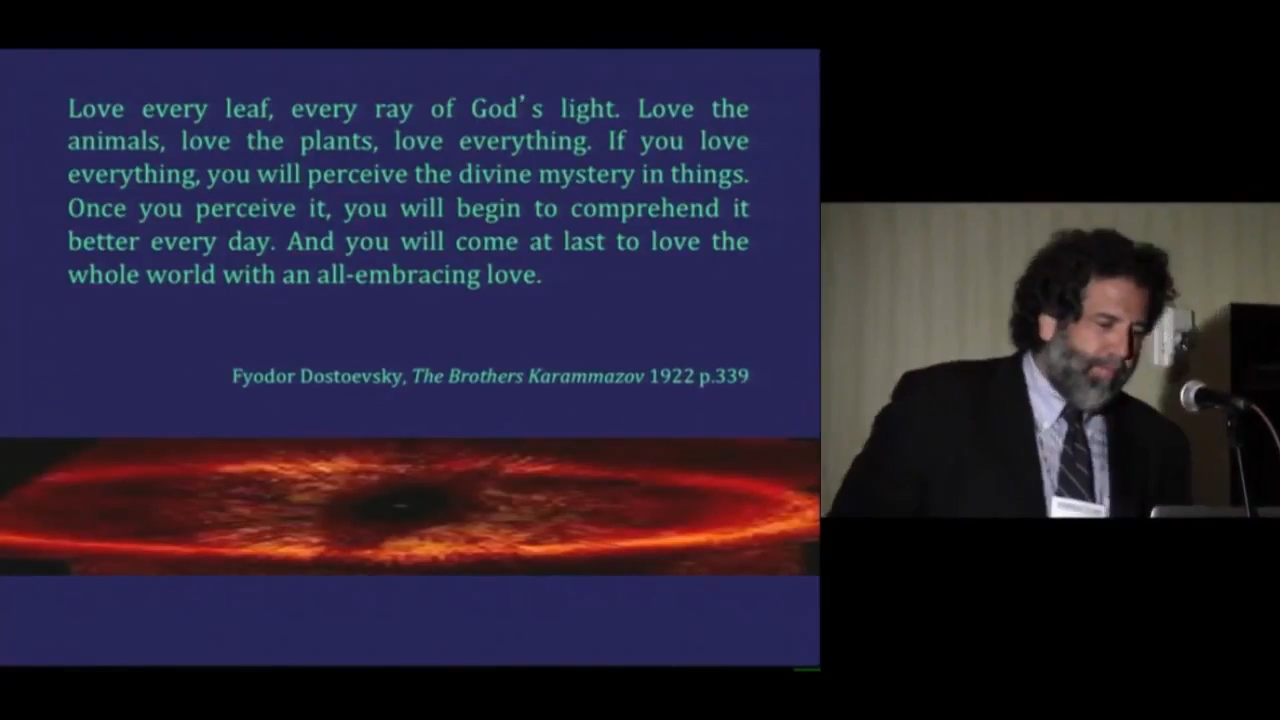 Love every leaf, every ray of God's light. Love the
animals, love the plants, love everything. If you love
everything, you will perceive the divine mystery in things.
Once you perceive it, you will begin to comprehend it
better every day. And you will come at last to love the
whole world with an all-embracing love.
Fyodor Dostoevsky, The Brothers Karammazov 1922 p.339